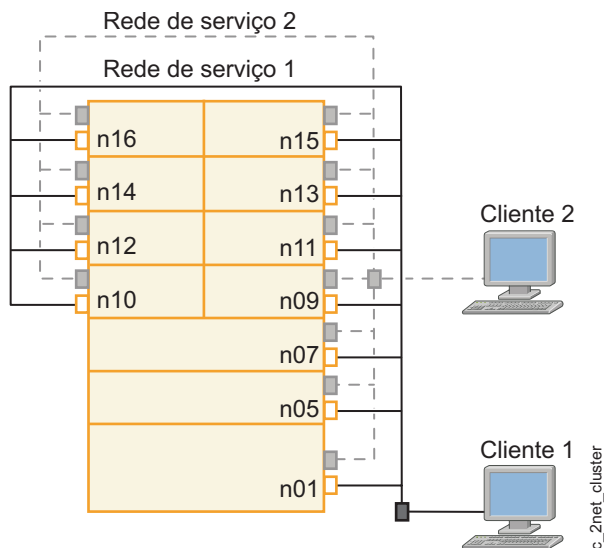 Rede de serviço 2
Rede de serviço 1
n16
n15
n14
n13
Cliente 2
n12
n11
n10
n09
n07
n05
Cliente 1
n01
c_2net_cluster